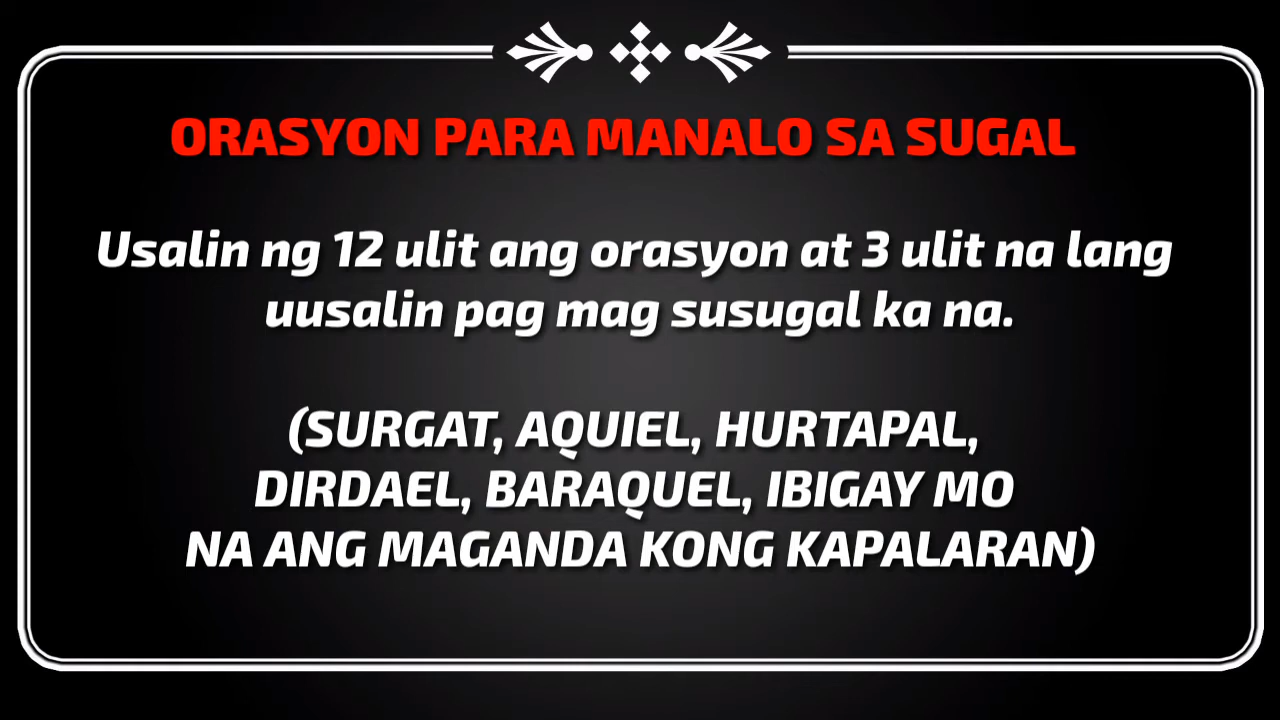 ORASYON PARA MANALO SA SUGAL
Usalin ng 12 ulit ang orasyon at 3 ulit na lang
uusalin pag mag susugal ka na.
(SURGAT, AQUIEL, HURTAPAL,
DIRDAEL, BARAQUEL, IBIGAY MO
NA ANG MAGANDA KONG KAPALARAN)